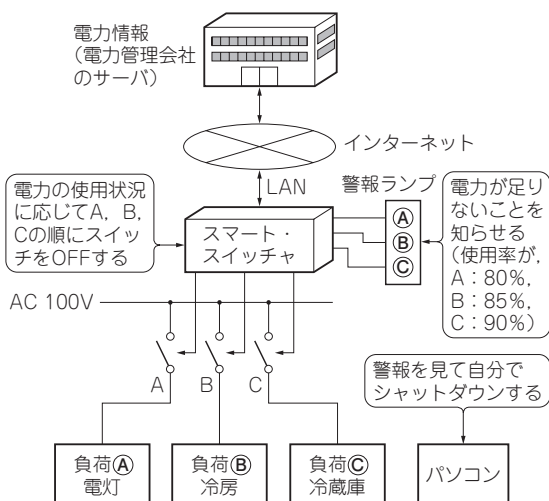 電力情報
(電力管理会社
のサーバ)
インターネット
LAN
警報ランプ
電力の使用状況
に応じてA，B，
Cの順にスイッ
チをOFFする
スマート・
スイッチャ
Ⓐ
Ⓑ
Ⓒ
電力が足り
ないことを
知らせる
(使用率が，
A：80%，
B：85%，
C：90%)
AC 100V
A
B
C
警報を見て自分で
シャットダウンする
負荷Ⓐ
電灯
負荷Ⓑ
冷房
負荷Ⓒ
冷蔵庫
パソコン